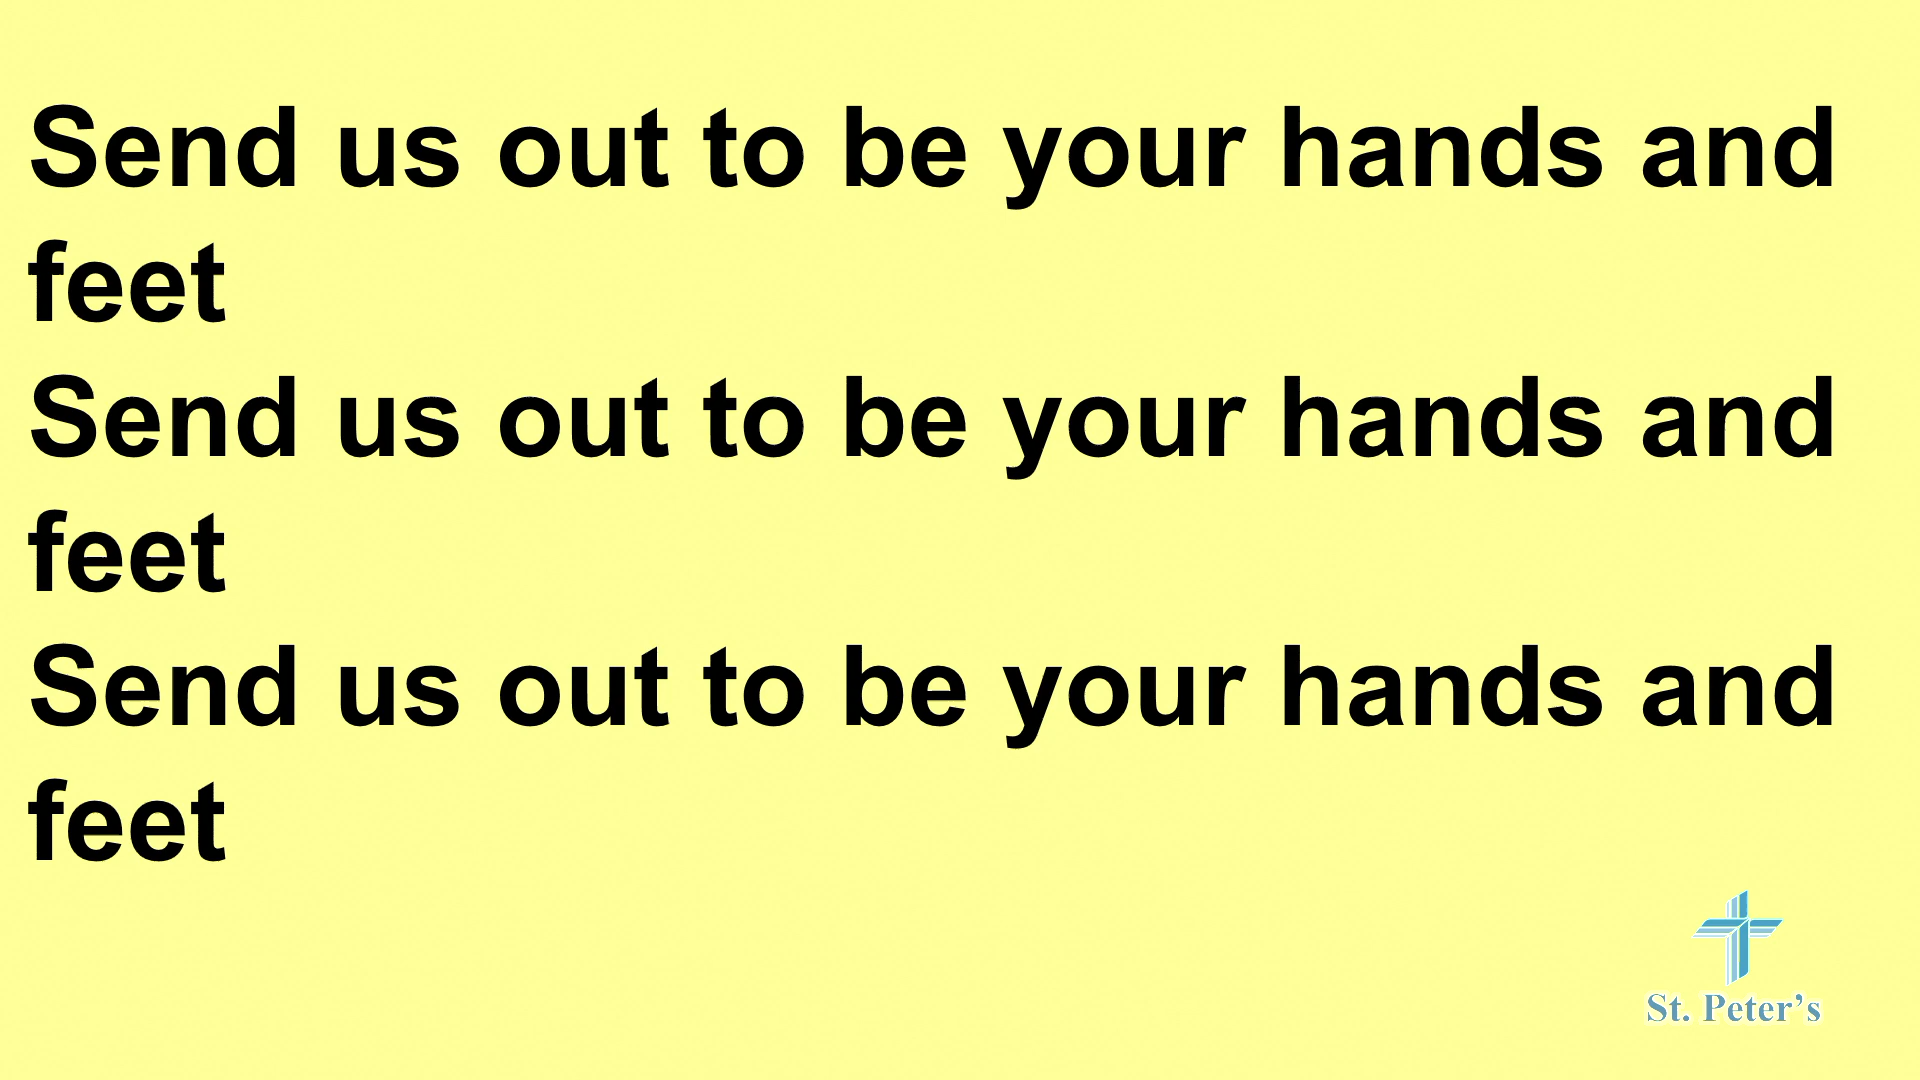 Send us out to be your hands and
feet
Send us out to be your hands and
feet
Send us out to be your hands and
feet
St. Peter’s